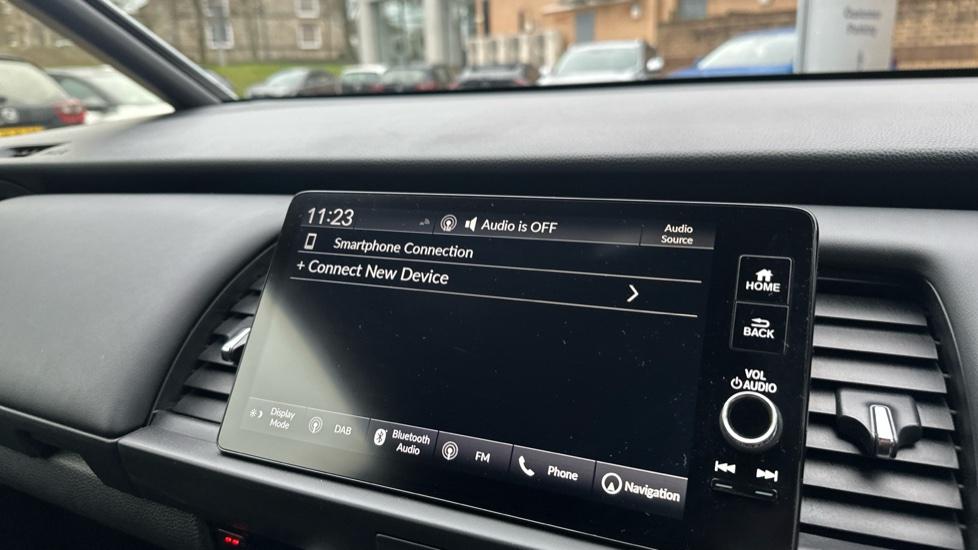 11:23
Audio is OFF
Audio
Source
Smartphone Connection
+ Connect New Device
HOME
BACK
VOL
AUDIO
Display
Mode
DAB
Bluetooth
Audio
FM
Phone
Navigation